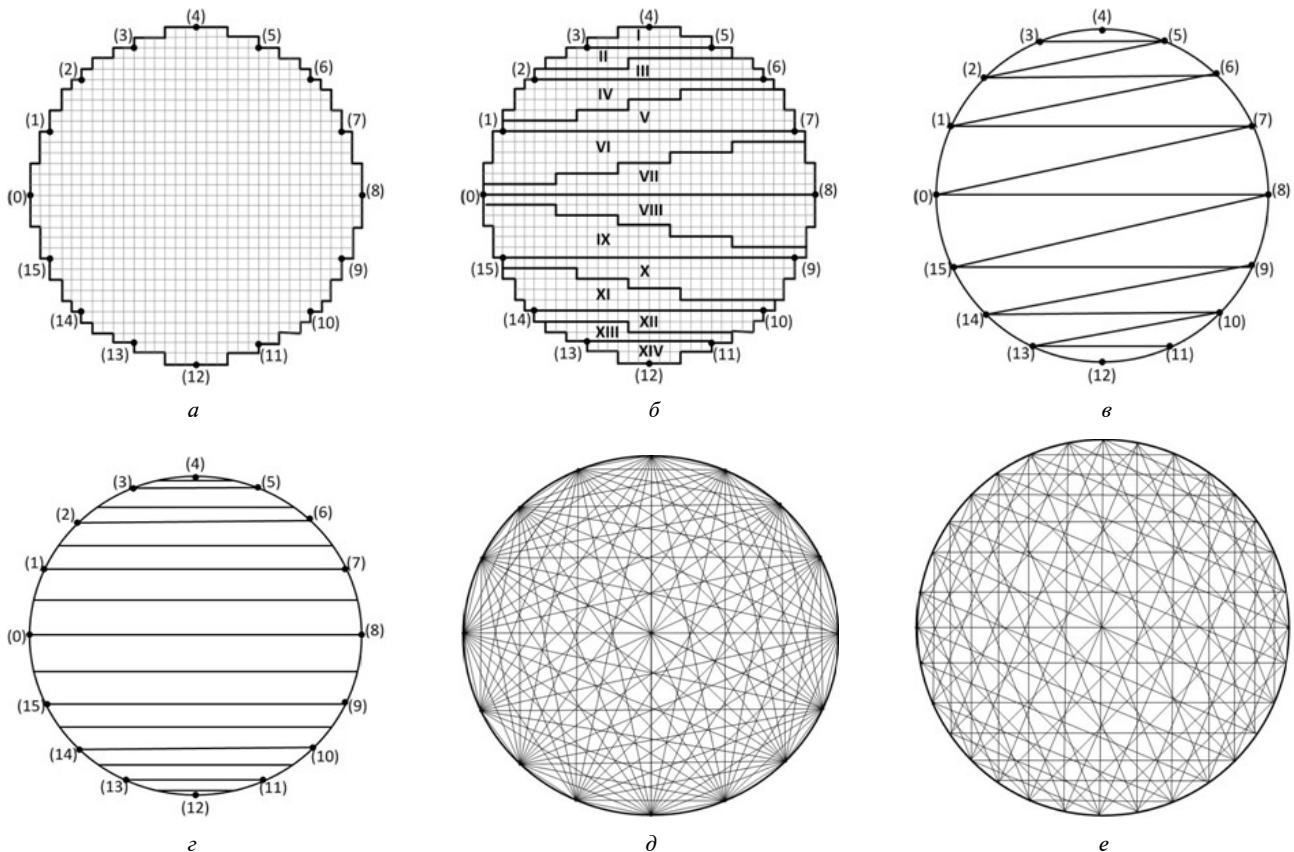 (4)
(3) (5)
(2) (6)
(1) (7)
(0) (8)
(15) (9)
(14) (10)
(13) (11)
(12)
а
(4)
I
(3) (5)
II
(2) III (6)
IV
(1) V (7)
VI
VII
(0) (8)
VIII
IX
(15) X (9)
XI
(14) XII (10)
XIII
(13) XIV (11)
(12)
б
(4)
(3) (5)
(2) (6)
(1) (7)
(0) (8)
(15) (9)
(14) (10)
(13) (11)
(12)
в
(4)
(3) (5)
(2) (6)
(1) (7)
(0) (8)
(15) (9)
(14) (10)
(13) (11)
(12)
г
д
е